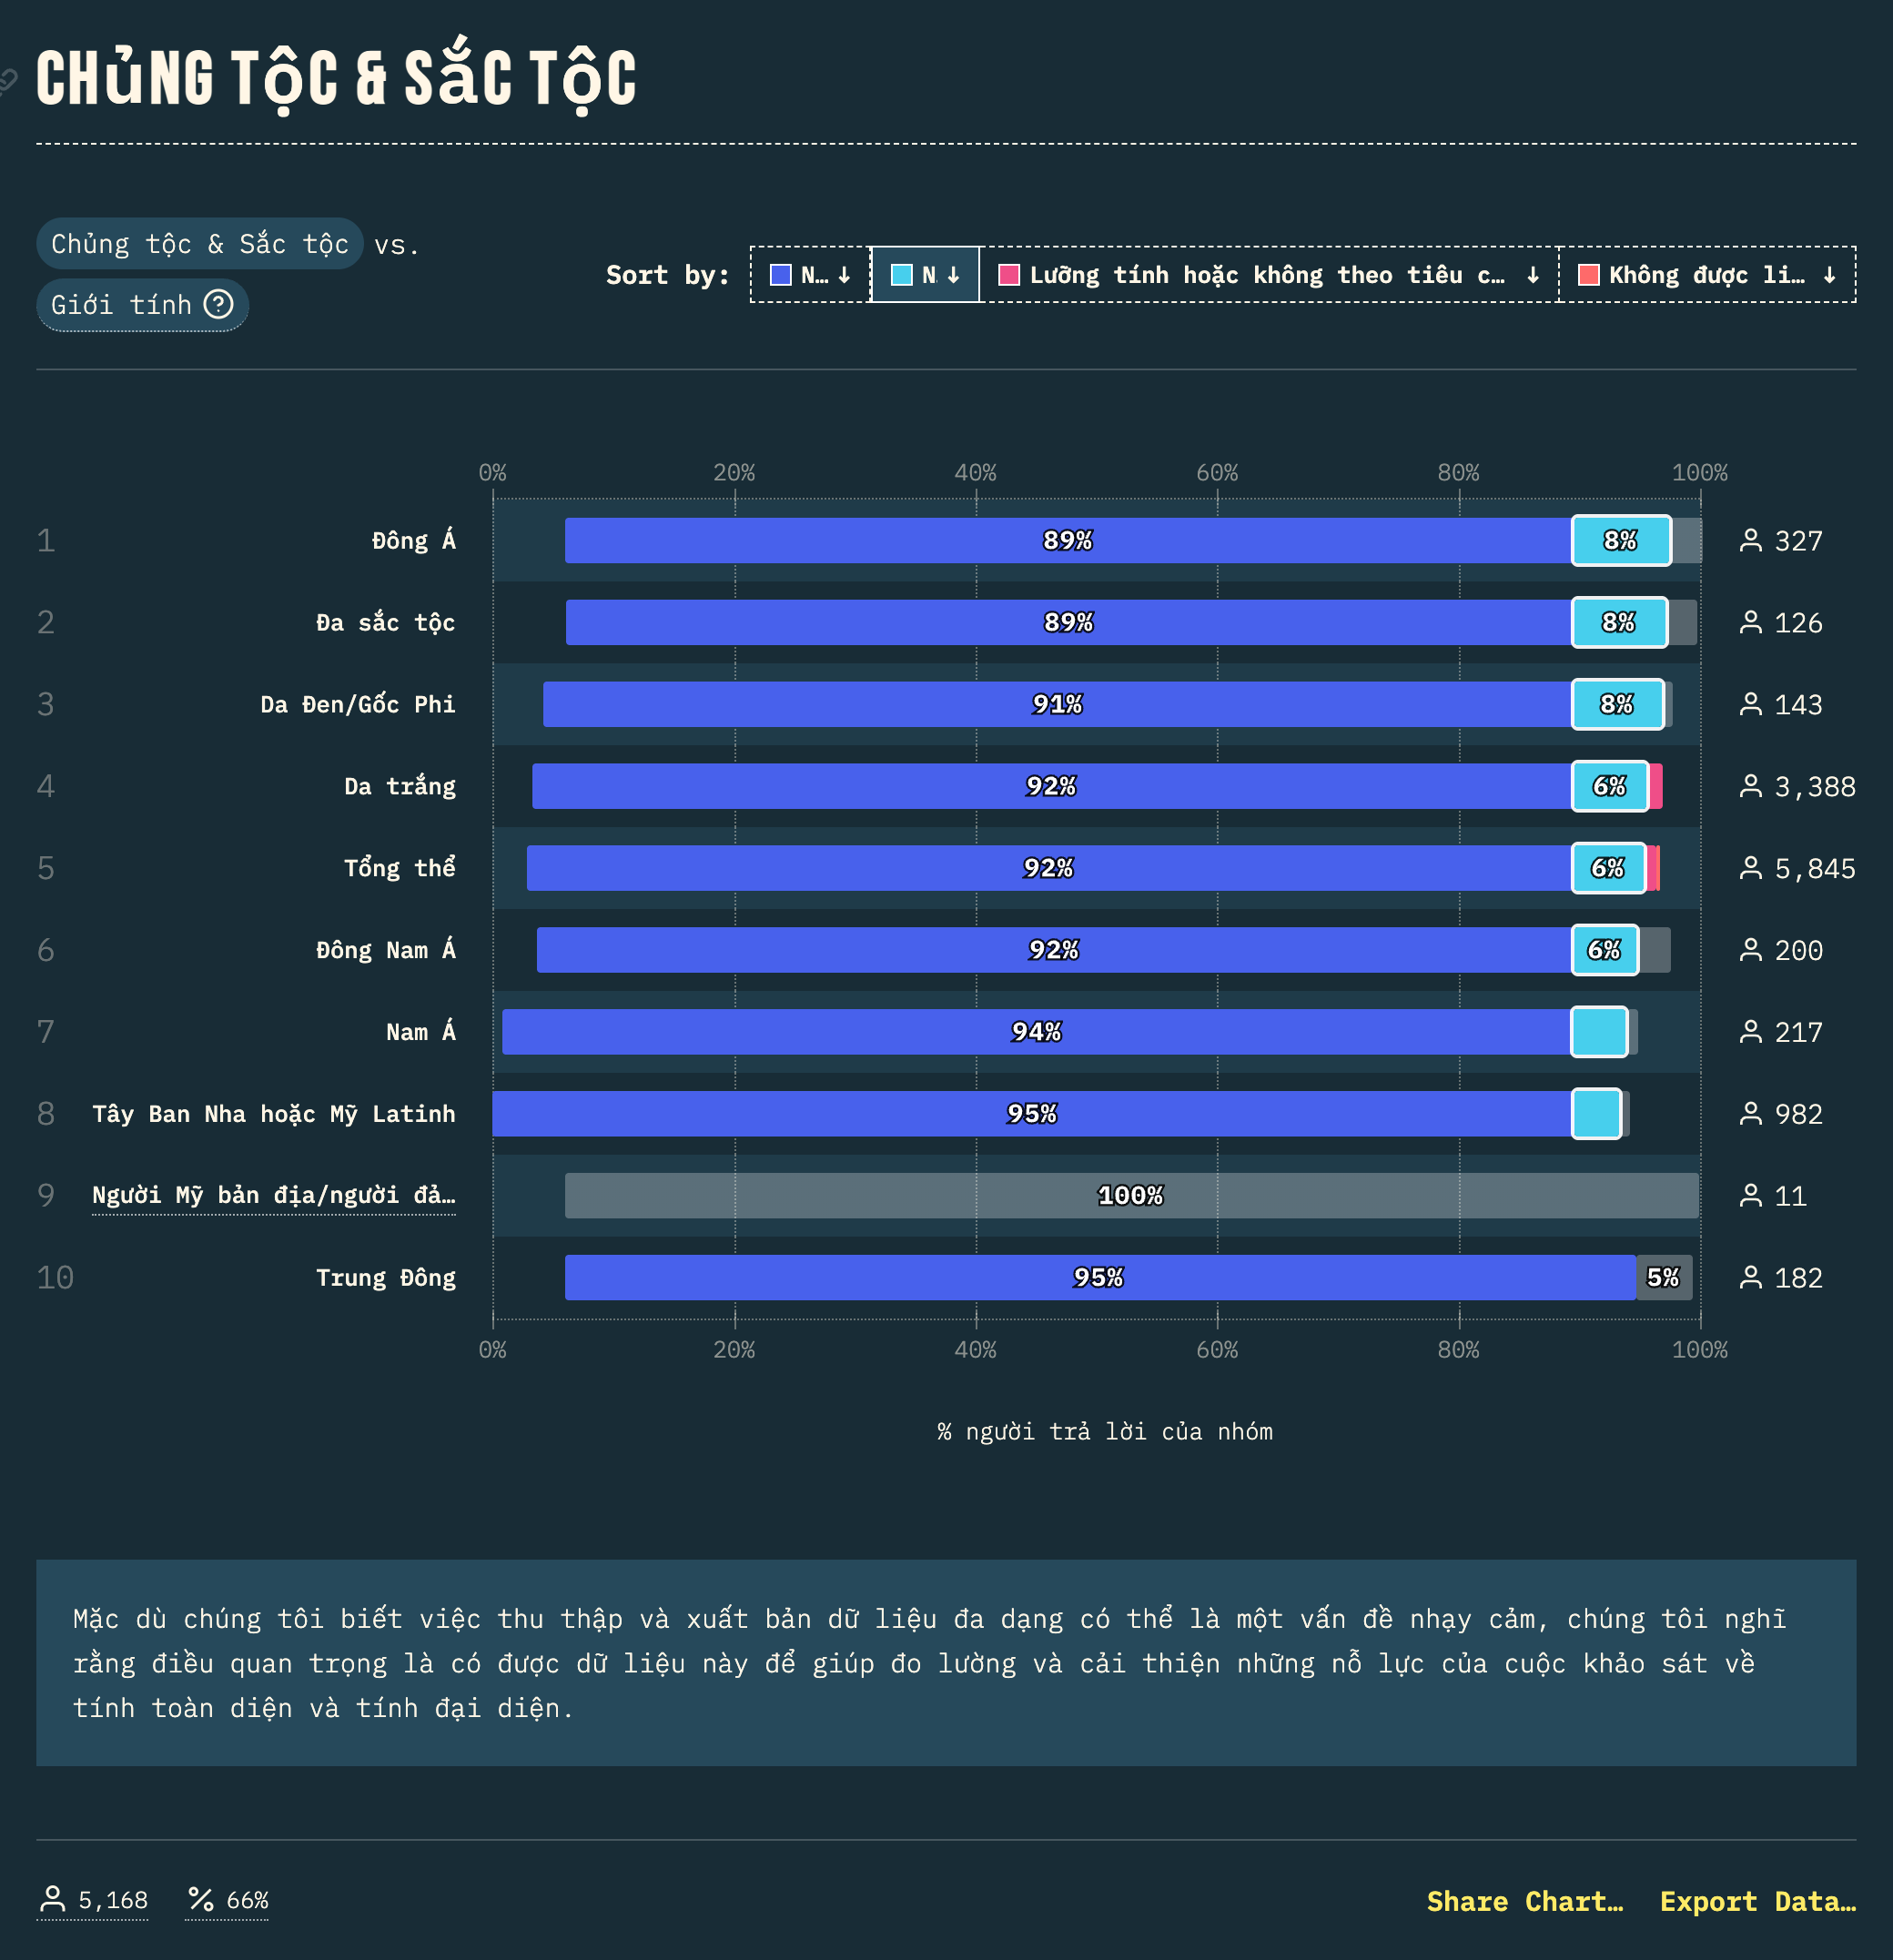 CHủNG TộC & SắC TộC
Chủng tộc & Sắc tộc vs.
Giới tính
Sort by: N… ↓ N ↓ Lưỡng tính hoặc không theo tiêu c… ↓ Không được li… ↓
0% 20% 40% 60% 80% 100%
1 Đông Á 89% 8% 327
2 Đa sắc tộc 89% 8% 126
3 Da Đen/Gốc Phi 91% 8% 143
4 Da trắng 92% 6% 3,388
5 Tổng thể 92% 6% 5,845
6 Đông Nam Á 92% 6% 200
7 Nam Á 94% 217
8 Tây Ban Nha hoặc Mỹ Latinh 95% 982
9 Người Mỹ bản địa/người đả… 100% 11
10 Trung Đông 95% 5% 182
0% 20% 40% 60% 80% 100%
% người trả lời của nhóm
Mặc dù chúng tôi biết việc thu thập và xuất bản dữ liệu đa dạng có thể là một vấn đề nhạy cảm, chúng tôi nghĩ
rằng điều quan trọng là có được dữ liệu này để giúp đo lường và cải thiện những nỗ lực của cuộc khảo sát về
tính toàn diện và tính đại diện.
5,168 66% Share Chart… Export Data…